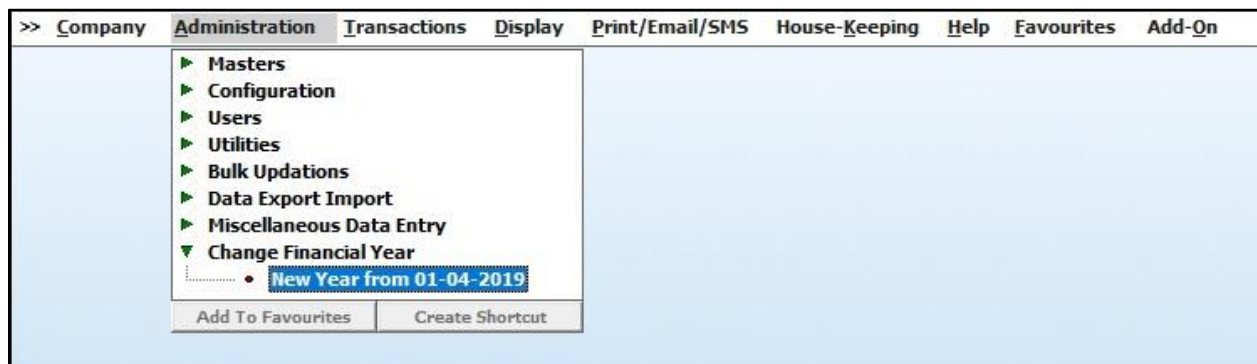 >> Company Administration Transactions Display Print/Email/SMS House-Keeping Help Favourites Add-On
Masters
Configuration
Users
Utilities
Bulk Updations
Data Export Import
Miscellaneous Data Entry
Change Financial Year
New Year from 01-04-2019
Add To Favourites Create Shortcut